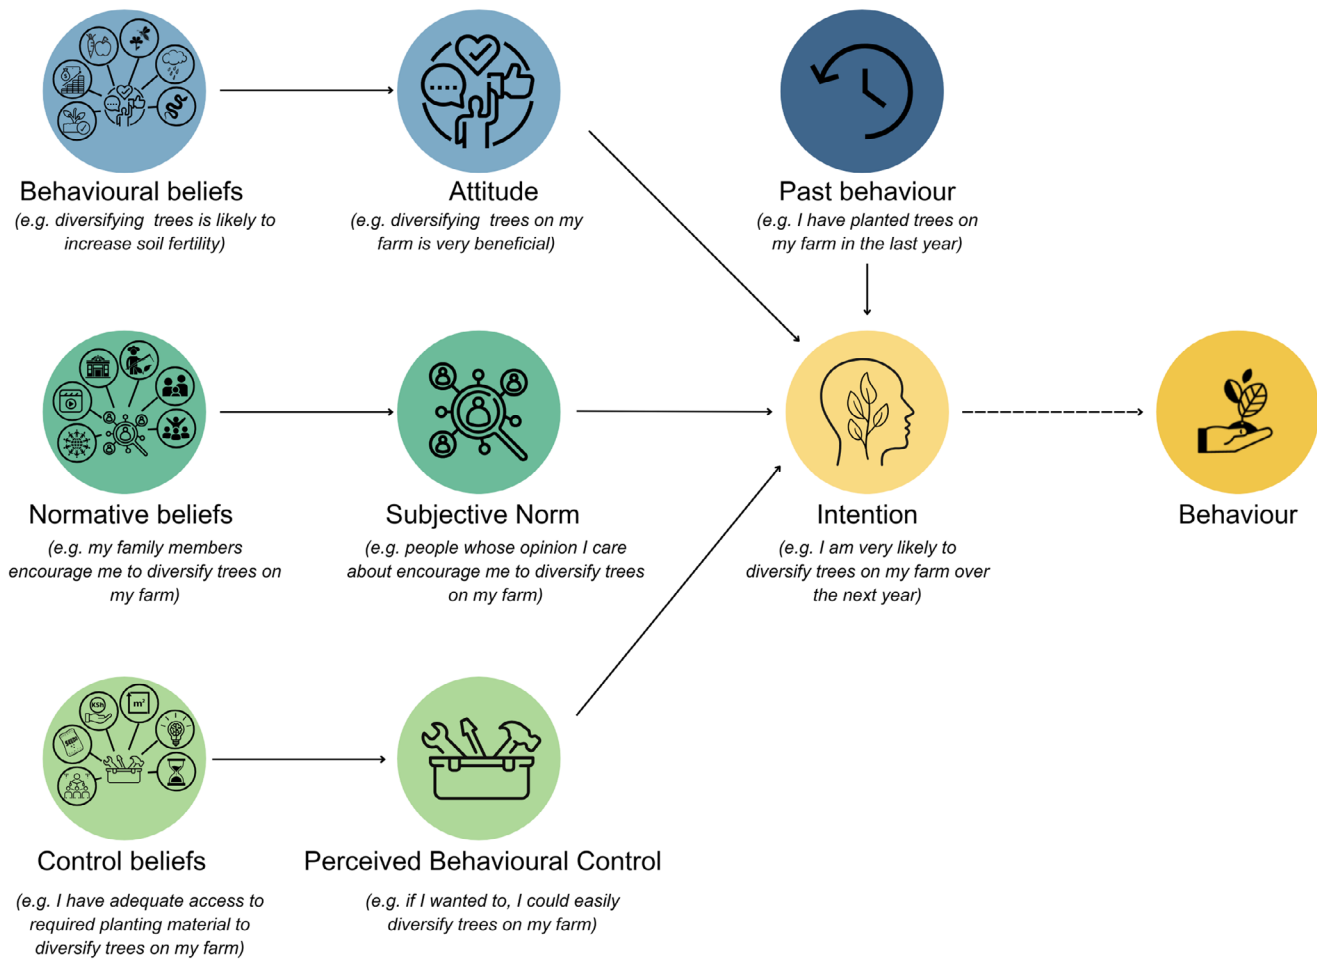 Behavioural beliefs
(e.g. diversifying trees is likely to
increase soil fertility)
Attitude
(e.g. diversifying trees on my
farm is very beneficial)
Past behaviour
(e.g. I have planted trees on
my farm in the last year)
Normative beliefs
(e.g. my family members
encourage me to diversify trees on
my farm)
Subjective Norm
(e.g. people whose opinion I care
about encourage me to diversify trees
on my farm)
Intention
(e.g. I am very likely to
diversify trees on my farm over
the next year)
Behaviour
KSh
m²
Control beliefs
(e.g. I have adequate access to
required planting material to
diversify trees on my farm)
Perceived Behavioural Control
(e.g. if I wanted to, I could easily
diversify trees on my farm)